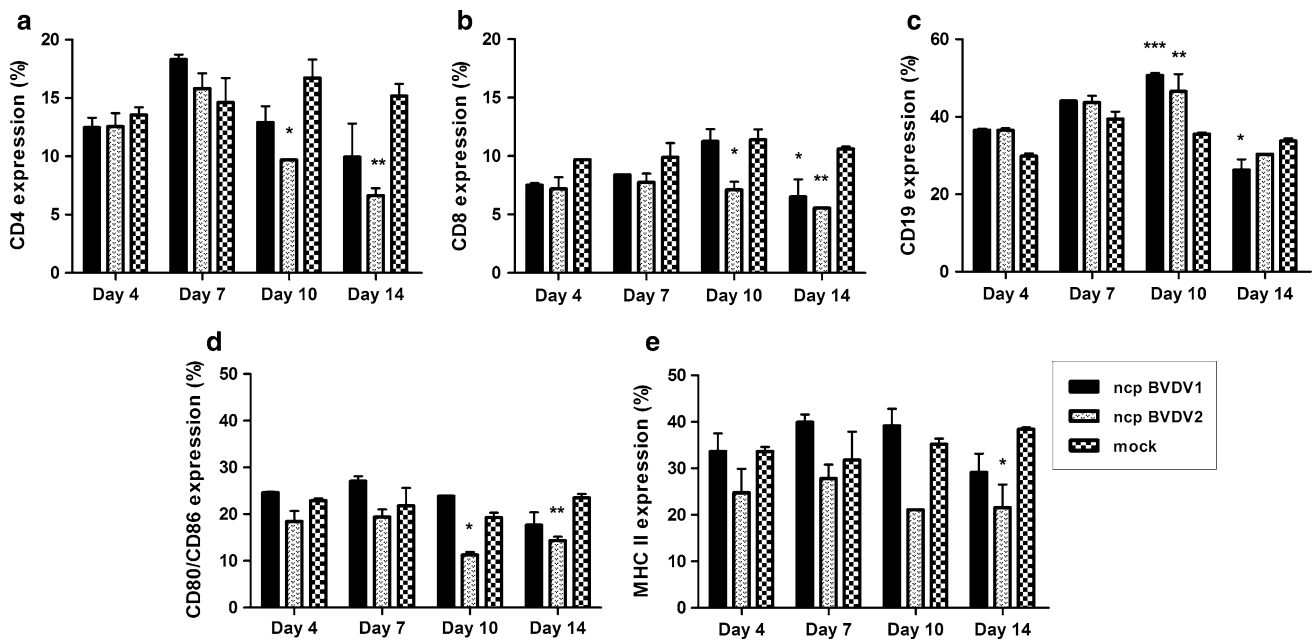 a
CD4 expression (%)
20
15
10
5
0
*
**
Day 4 Day 7 Day 10 Day 14
b
CD8 expression (%)
20
15
10
5
0
*
*
**
Day 4 Day 7 Day 10 Day 14
c
CD19 expression (%)
60
40
20
0
***
**
*
Day 4 Day 7 Day 10 Day 14
d
CD80/CD86 expression (%)
50
40
30
20
10
0
*
**
Day 4 Day 7 Day 10 Day 14
e
MHC II expression (%)
50
40
30
20
10
0
*
Day 4 Day 7 Day 10 Day 14
ncp BVDV1
ncp BVDV2
mock